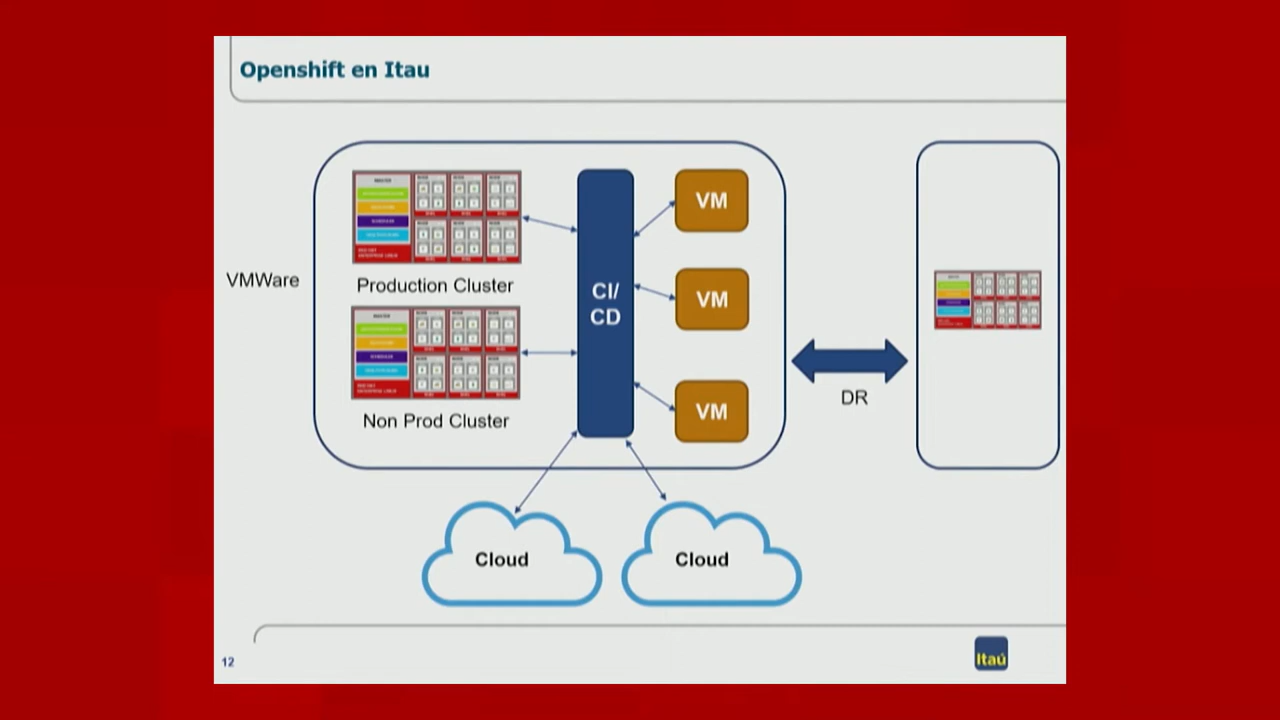 Openshift en Itau
VMWare
Production Cluster
Non Prod Cluster
CI/
CD
VM
VM
VM
DR
Cloud
Cloud
12
Itaú